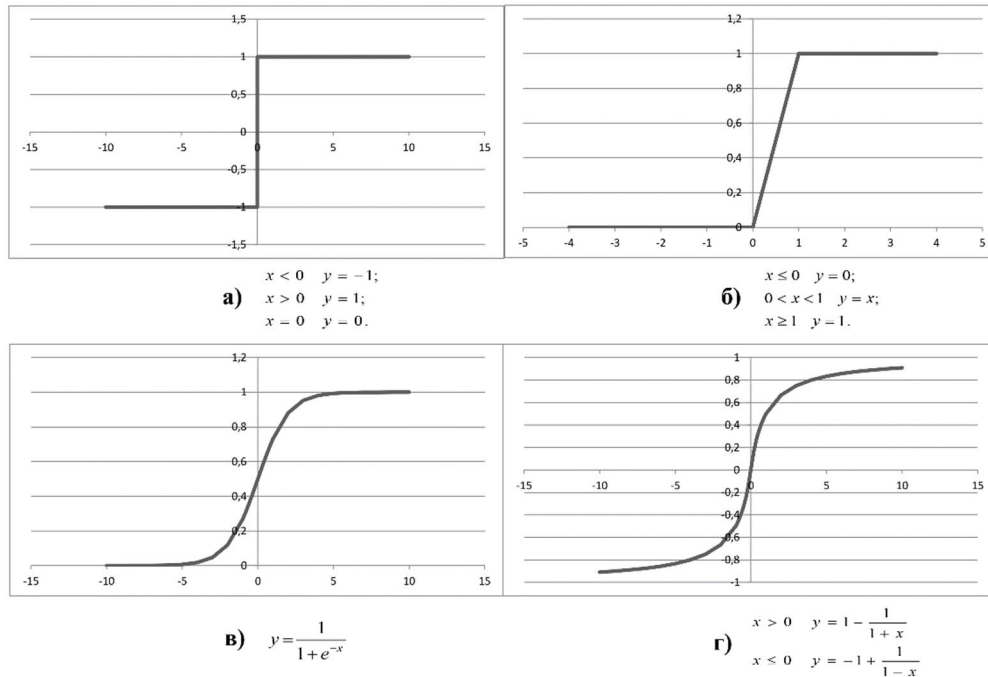 1,5
1
0,5
0
-15 -10 -5 0 5 10 15
-0,5
-1
-1,5
а) x < 0 y = −1;
x > 0 y = 1;
x = 0 y = 0.
1,2
1
0,8
0,6
0,4
0,2
0
-5 -4 -3 -2 -1 0 1 2 3 4 5
б) x ≤ 0 y = 0;
0 < x < 1 y = x;
x ≥ 1 y = 1.
1,2
1
0,8
0,6
0,4
0,2
0
-15 -10 -5 0 5 10 15
в) y = 1 / (1 + e^{−x})
1
0,8
0,6
0,4
0,2
0
-15 -10 -5 0 5 10 15
-0,2
-0,4
-0,6
-0,8
-1
г) x > 0 y = 1 − 1 / (1 + x)
x ≤ 0 y = −1 + 1 / (1 − x)